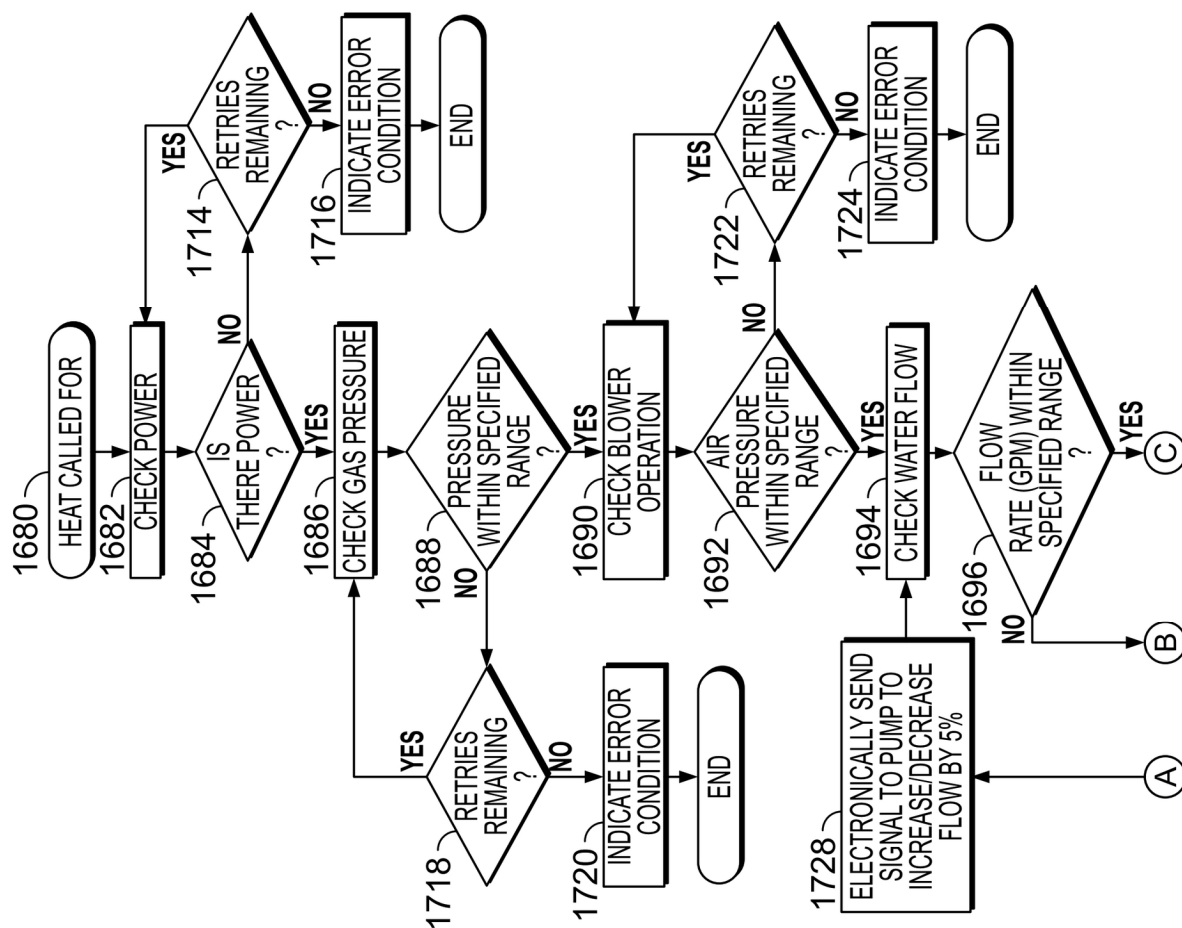 1680
HEAT CALLED FOR
1682
CHECK POWER
1684
IS
THERE POWER
?
NO
YES
1714
RETRIES
REMAINING
?
YES
NO
1716
INDICATE ERROR
CONDITION
END
1686
CHECK GAS PRESSURE
1688
PRESSURE
WITHIN SPECIFIED
RANGE
?
NO
YES
1718
RETRIES
REMAINING
?
YES
NO
1720
INDICATE ERROR
CONDITION
END
1690
CHECK BLOWER
OPERATION
1692
AIR
PRESSURE
WITHIN SPECIFIED
RANGE
?
NO
YES
1722
RETRIES
REMAINING
?
YES
NO
1724
INDICATE ERROR
CONDITION
END
1694
CHECK WATER FLOW
1728
ELECTRONICALLY SEND
SIGNAL TO PUMP TO
INCREASE/DECREASE
FLOW BY 5%
1696
FLOW
RATE (GPM) WITHIN
SPECIFIED RANGE
?
NO
YES
A
B
C